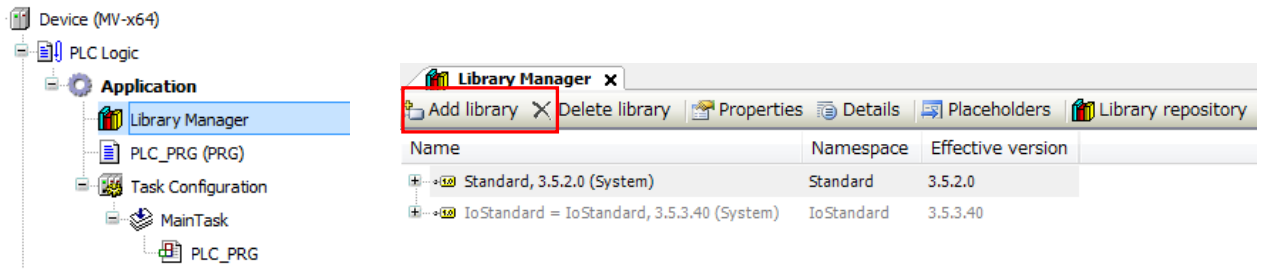 Device (MV-x64)
PLC Logic
Application
Library Manager
PLC_PRG (PRG)
Task Configuration
MainTask
PLC_PRG
Library Manager x
Add library Delete library Properties Details Placeholders Library repository
Name Namespace Effective version
Standard, 3.5.2.0 (System) Standard 3.5.2.0
IoStandard = IoStandard, 3.5.3.40 (System) IoStandard 3.5.3.40